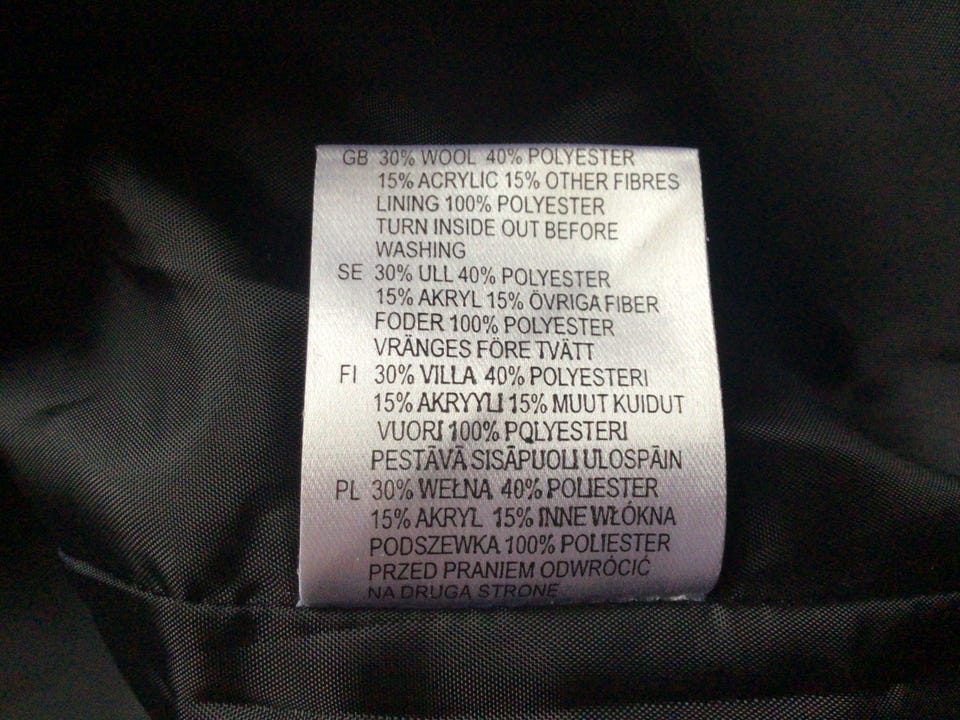 GB 30% WOOL 40% POLYESTER
15% ACRYLIC 15% OTHER FIBRES
LINING 100% POLYESTER
TURN INSIDE OUT BEFORE
WASHING
SE 30% ULL 40% POLYESTER
15% AKRYL 15% ÖVRIGA FIBER
FODER 100% POLYESTER
VRÄNGES FÖRE TVÄTT
FI 30% VILLA 40% POLYESTERI
15% AKRYYLI 15% MUUT KUIDUT
VUORI 100% POLYESTERI
PESTÄVÄ SISÄPUOLI ULOSPÄIN
PL 30% WEŁNA 40% POLIESTER
15% AKRYL 15% INNE WŁÓKNA
PODSZEWKA 100% POLIESTER
PRZED PRANIEM ODWRÓCIĆ
NA DRUGA STRONĘ